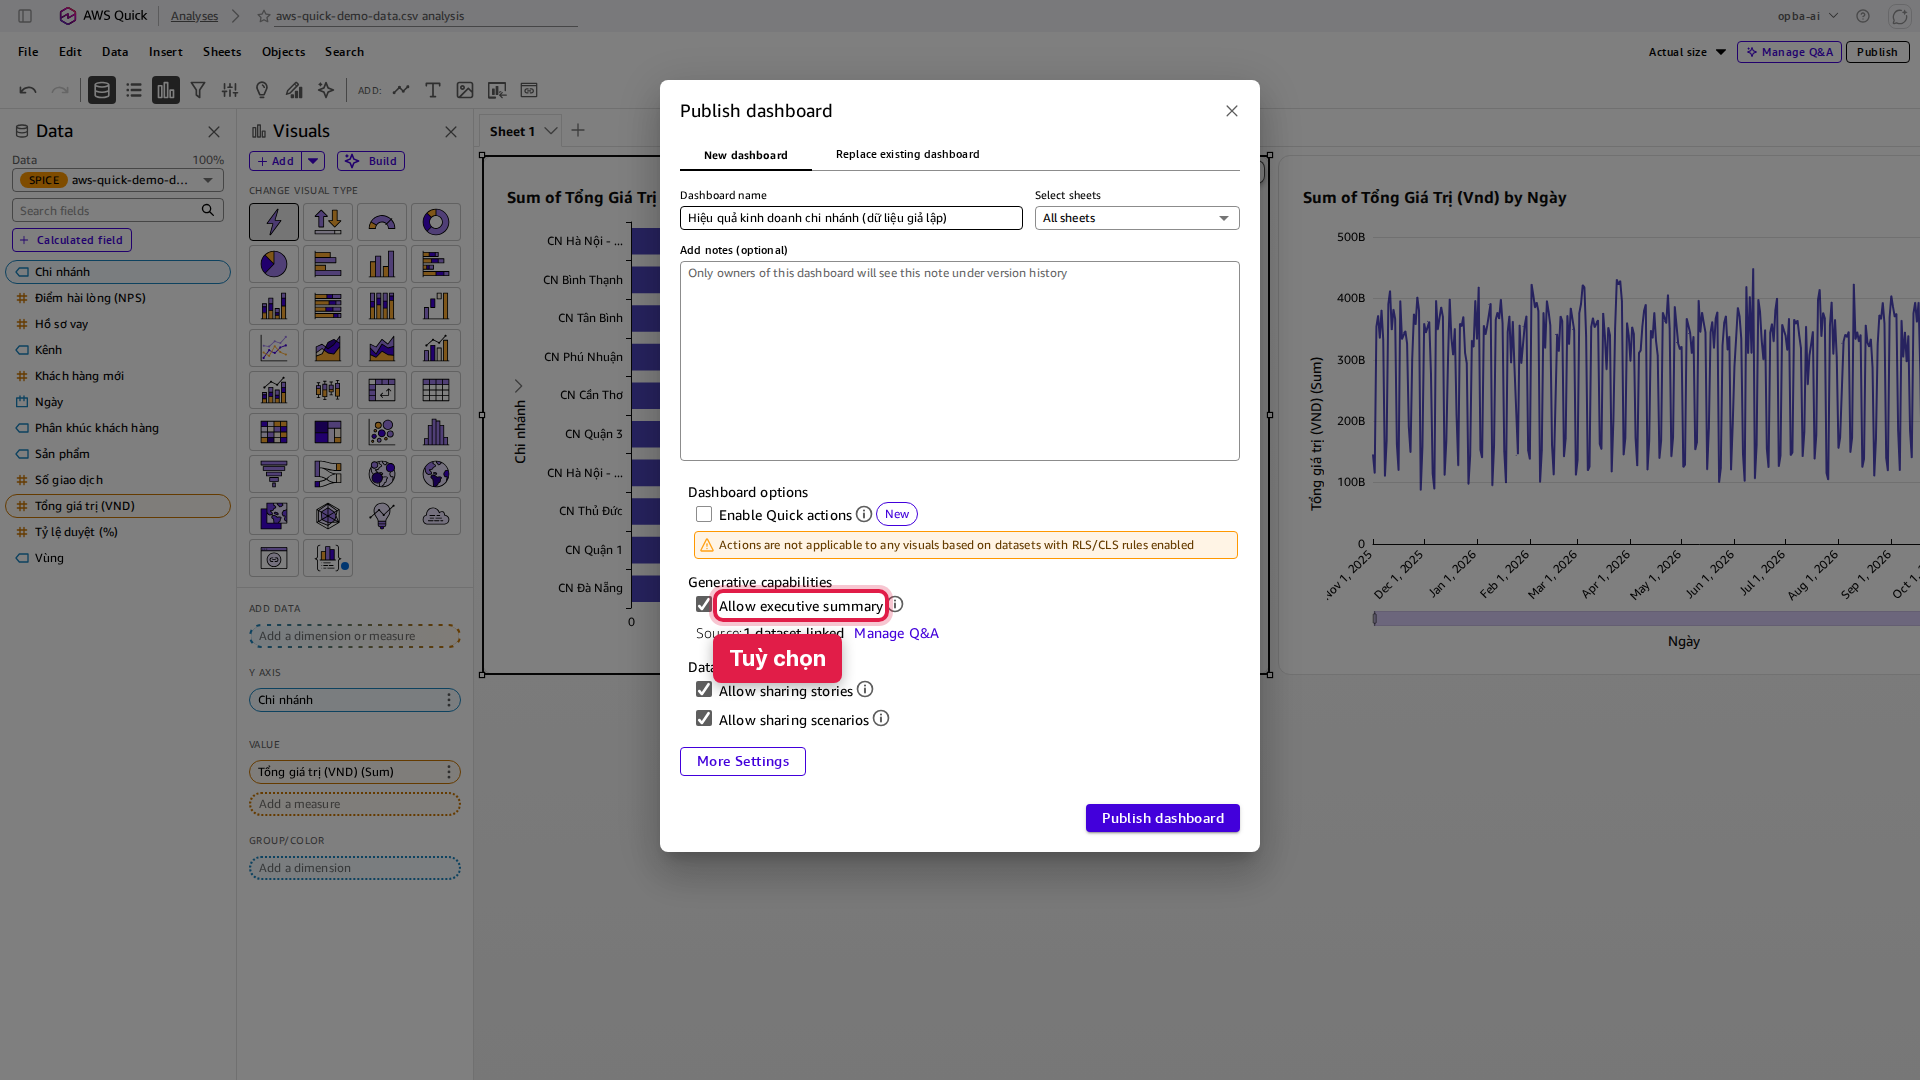 AWS Quick
Analyses
aws-quick-demo-data.csv analysis
opba-ai
File
Edit
Data
Insert
Sheets
Objects
Search
Actual size
Manage Q&A
Publish
ADD:
Data
Data
100%
SPICE
aws-quick-demo-d...
Search fields
Calculated field
Chi nhánh
Điểm hài lòng (NPS)
Hồ sơ vay
Kênh
Khách hàng mới
Ngày
Phân khúc khách hàng
Sản phẩm
Số giao dịch
Tổng giá trị (VND)
Tỷ lệ duyệt (%)
Vùng
Visuals
Add
Build
CHANGE VISUAL TYPE
ADD DATA
Add a dimension or measure
Y AXIS
Chi nhánh
VALUE
Tổng giá trị (VND) (Sum)
Add a measure
GROUP/COLOR
Add a dimension
Sheet 1
Sum of Tổng Giá Trị
Chi nhánh
CN Hà Nội - ...
CN Bình Thạnh
CN Tân Bình
CN Phú Nhuận
CN Cần Thơ
CN Quận 3
CN Hà Nội - ...
CN Thủ Đức
CN Quận 1
CN Đà Nẵng
0
Publish dashboard
New dashboard
Replace existing dashboard
Dashboard name
Hiệu quả kinh doanh chi nhánh (dữ liệu giả lập)
Select sheets
All sheets
Add notes (optional)
Only owners of this dashboard will see this note under version history
Dashboard options
Enable Quick actions
New
Actions are not applicable to any visuals based on datasets with RLS/CLS rules enabled
Generative capabilities
Allow executive summary
Source: 1 dataset linked
Manage Q&A
Tuỳ chọn
Data
Allow sharing stories
Allow sharing scenarios
More Settings
Publish dashboard
Sum of Tổng Giá Trị (Vnd) by Ngày
Tổng giá trị (VND) (Sum)
500B
400B
300B
200B
100B
0
Nov 1, 2025
Dec 1, 2025
Jan 1, 2026
Feb 1, 2026
Mar 1, 2026
Apr 1, 2026
May 1, 2026
Jun 1, 2026
Jul 1, 2026
Aug 1, 2026
Sep 1, 2026
Oct 1,
Ngày